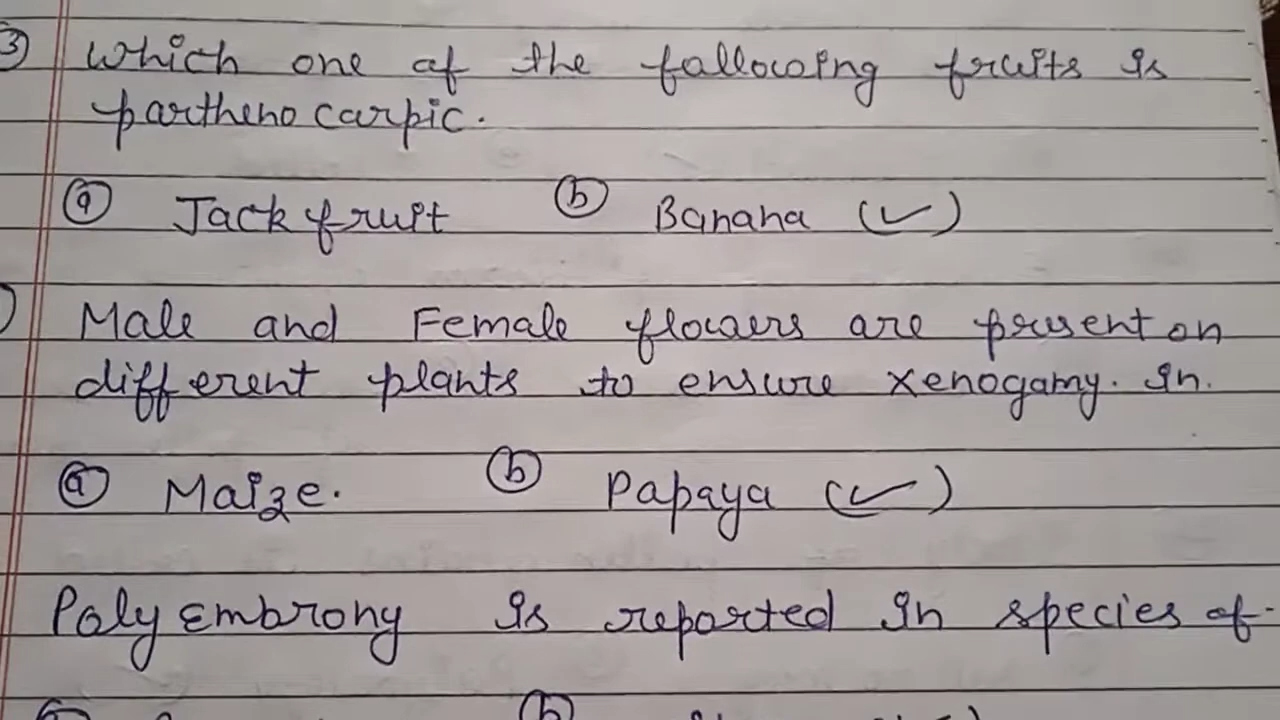 3 Which one of the following fruits is
parthenocarpic.
a Jackfruit b Banana (✓)
Male and Female flowers are present on
different plants to ensure xenogamy. in.
a Maize. b Papaya (✓)
Polyembrony is reported in species of.
b